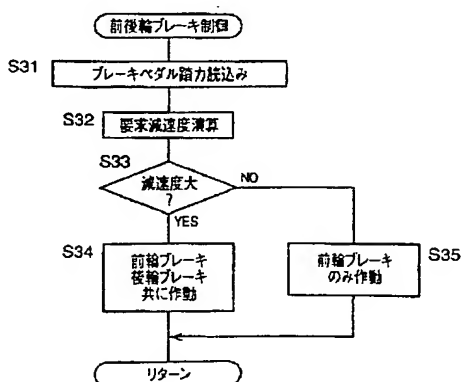 前後輪ブレーキ制御
S31
ブレーキペダル踏力読込み
S32
要求減速度演算
S33
減速度大
?
NO
YES
S34
前輪ブレーキ
後輪ブレーキ
共に作動
前輪ブレーキ
のみ作動
S35
リターン